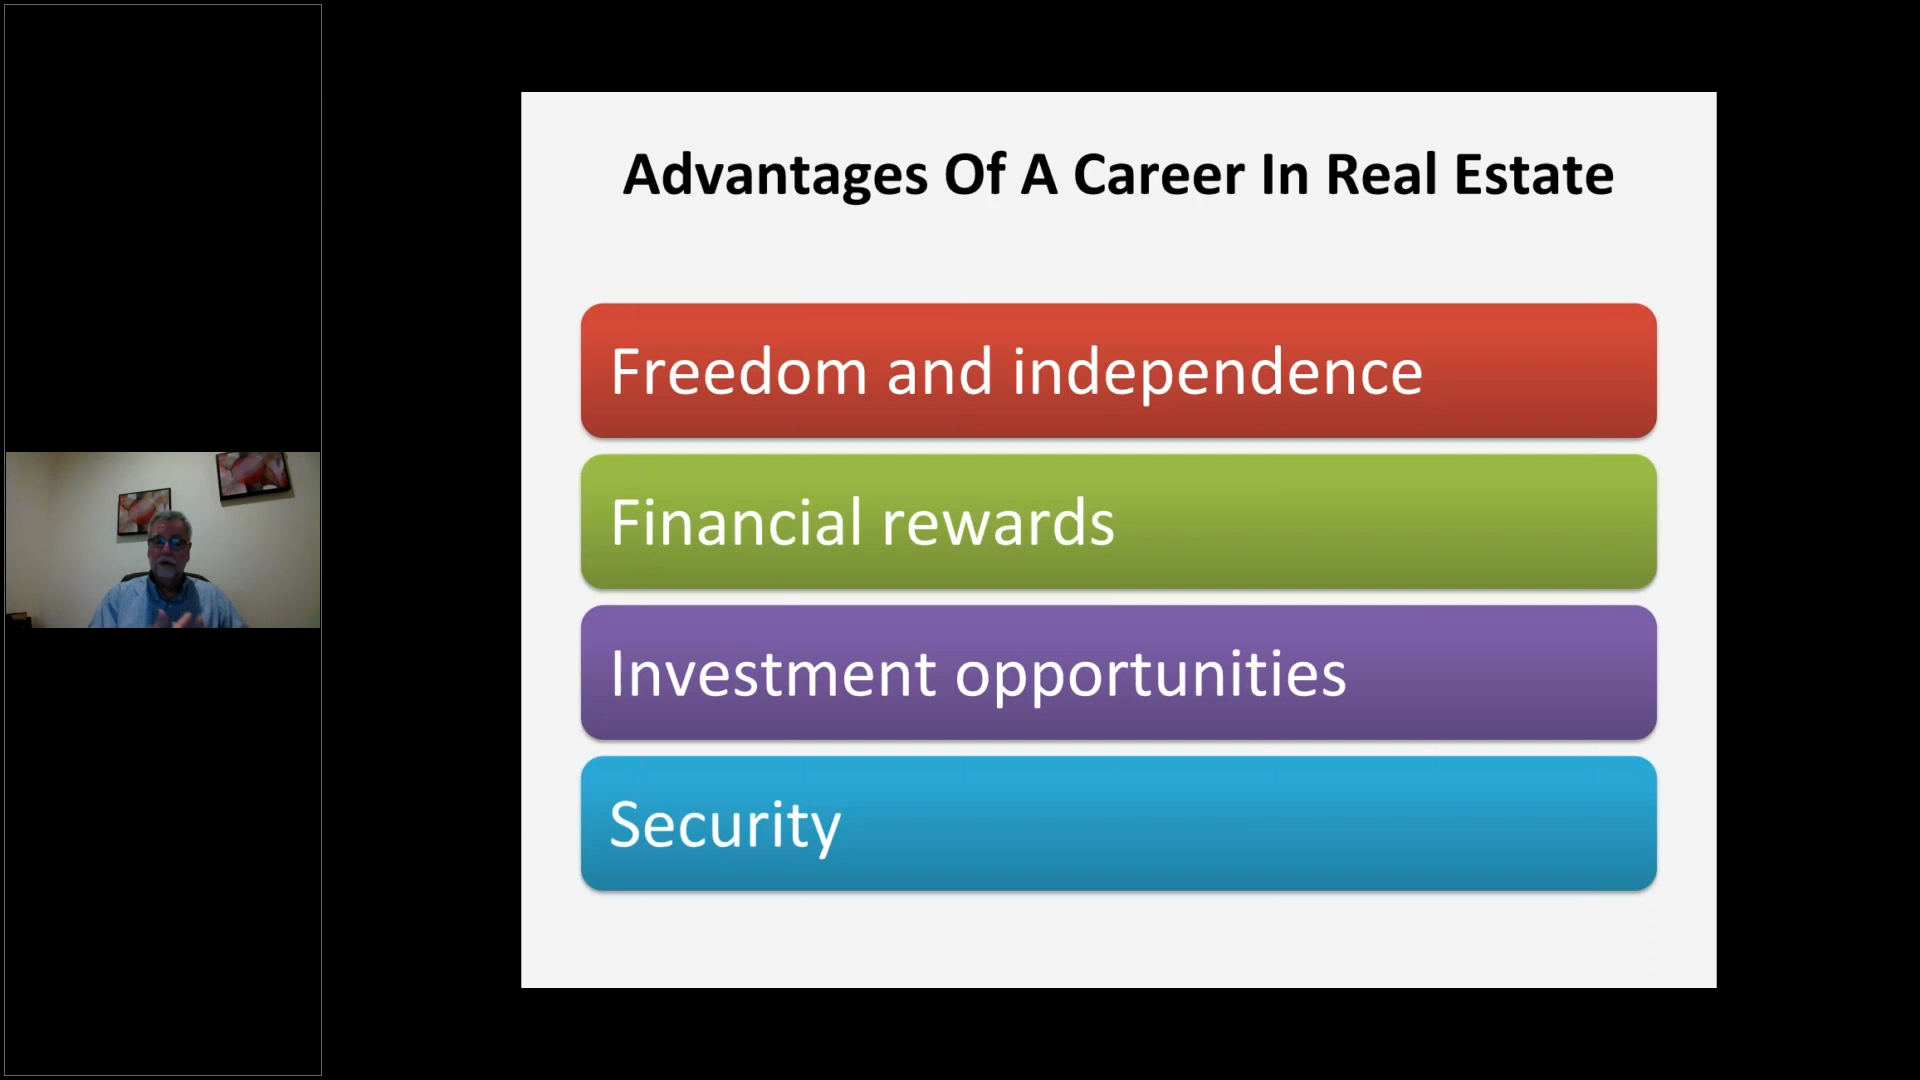 Advantages Of A Career In Real Estate
Freedom and independence
Financial rewards
Investment opportunities
Security